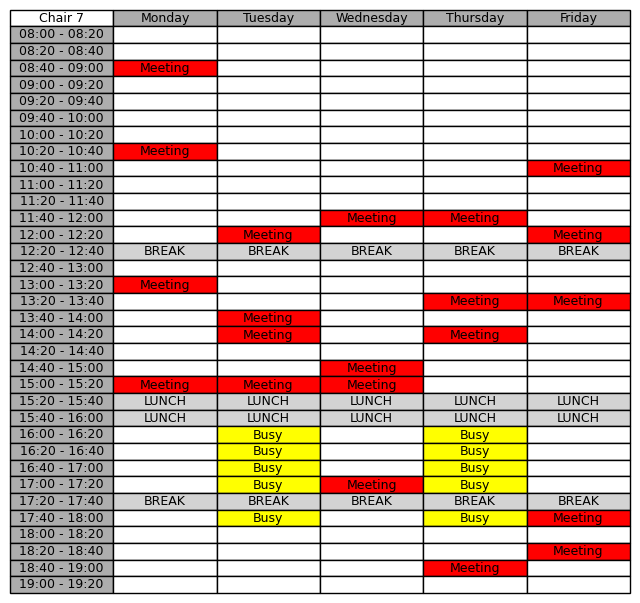 Chair 7 Monday Tuesday Wednesday Thursday Friday
08:00 - 08:20
08:20 - 08:40
08:40 - 09:00 Meeting
09:00 - 09:20
09:20 - 09:40
09:40 - 10:00
10:00 - 10:20
10:20 - 10:40 Meeting
10:40 - 11:00 Meeting
11:00 - 11:20
11:20 - 11:40
11:40 - 12:00 Meeting Meeting
12:00 - 12:20 Meeting Meeting
12:20 - 12:40 BREAK BREAK BREAK BREAK BREAK
12:40 - 13:00
13:00 - 13:20 Meeting
13:20 - 13:40 Meeting Meeting
13:40 - 14:00 Meeting
14:00 - 14:20 Meeting Meeting
14:20 - 14:40
14:40 - 15:00 Meeting
15:00 - 15:20 Meeting Meeting Meeting
15:20 - 15:40 LUNCH LUNCH LUNCH LUNCH LUNCH
15:40 - 16:00 LUNCH LUNCH LUNCH LUNCH LUNCH
16:00 - 16:20 Busy Busy
16:20 - 16:40 Busy Busy
16:40 - 17:00 Busy Busy
17:00 - 17:20 Busy Meeting Busy
17:20 - 17:40 BREAK BREAK BREAK BREAK BREAK
17:40 - 18:00 Busy Busy Meeting
18:00 - 18:20
18:20 - 18:40 Meeting
18:40 - 19:00 Meeting
19:00 - 19:20